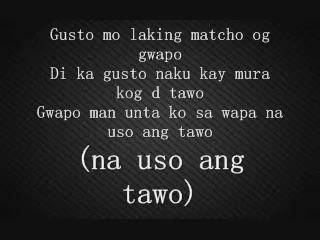 Gusto mo laking matcho og
gwapo
Di ka gusto naku kay mura
kog d tawo
Gwapo man unta ko sa wapa na
uso ang tawo
(na uso ang
tawo)